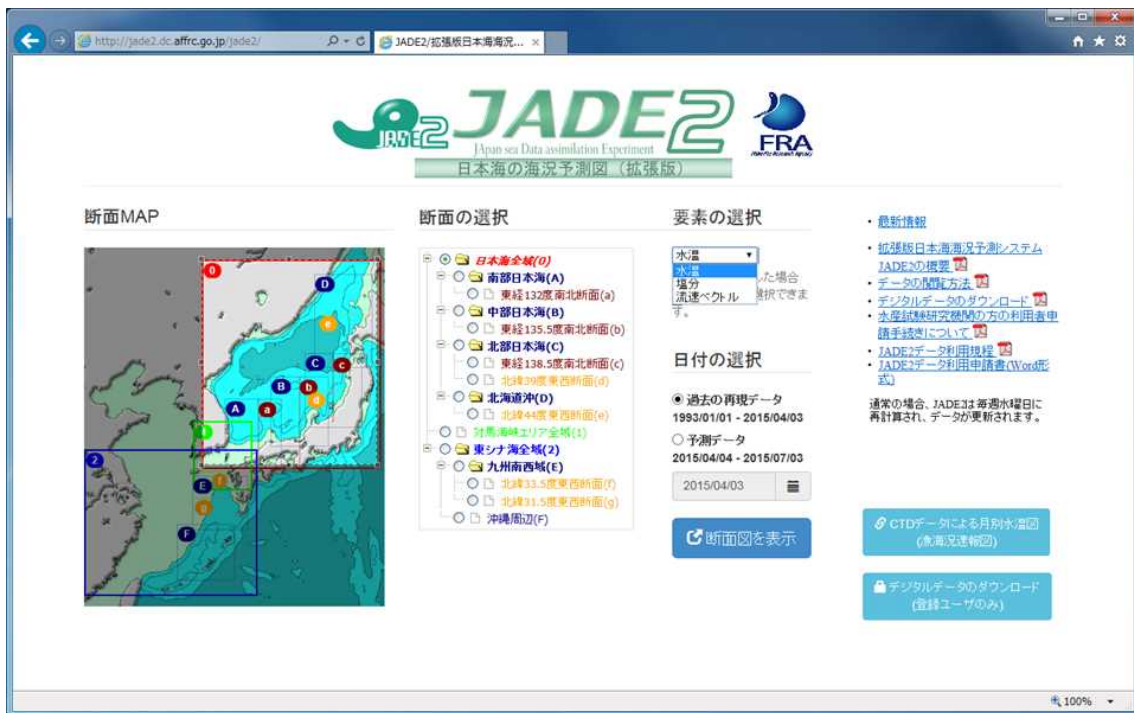 http://jade2.dc.affrc.go.jp/jade2/
JADE2/拡張版日本海海況...
JADE2
JADE2
JApan sea Data assimilation Experiment
日本海の海況予測図（拡張版）
FRA
断面MAP
0
D
e
C
c
B
b
d
A
a
2
f
E
g
F
断面の選択
日本海全域(0)
南部日本海(A)
東経132度南北断面(a)
中部日本海(B)
東経135.5度南北断面(b)
北部日本海(C)
東経138.5度南北断面(c)
北緯39度東西断面(d)
北海道沖(D)
北緯44度東西断面(e)
対馬海峡エリア全域(1)
東シナ海全域(2)
九州南西域(E)
北緯33.5度東西断面(f)
北緯31.5度東西断面(g)
沖縄周辺(F)
要素の選択
水温
水温
塩分
流速ベクトル
した場合
択できま
す。
日付の選択
過去の再現データ
1993/01/01 - 2015/04/03
予測データ
2015/04/04 - 2015/07/03
2015/04/03
断面図を表示
・ 最新情報
・ 拡張版日本海海況予測システム
JADE2の概要
・ データの閲覧方法
・ デジタルデータのダウンロード
・ 水産試験研究機関の方の利用者申
請手続きについて
・ JADE2データ利用規程
・ JADE2データ利用申請書(Word形
式)
通常の場合、JADE2は毎週水曜日に
再計算され、データが更新されます。
CTDデータによる月別水温図
(漁海況速報図)
デジタルデータのダウンロード
(登録ユーザのみ)
100%